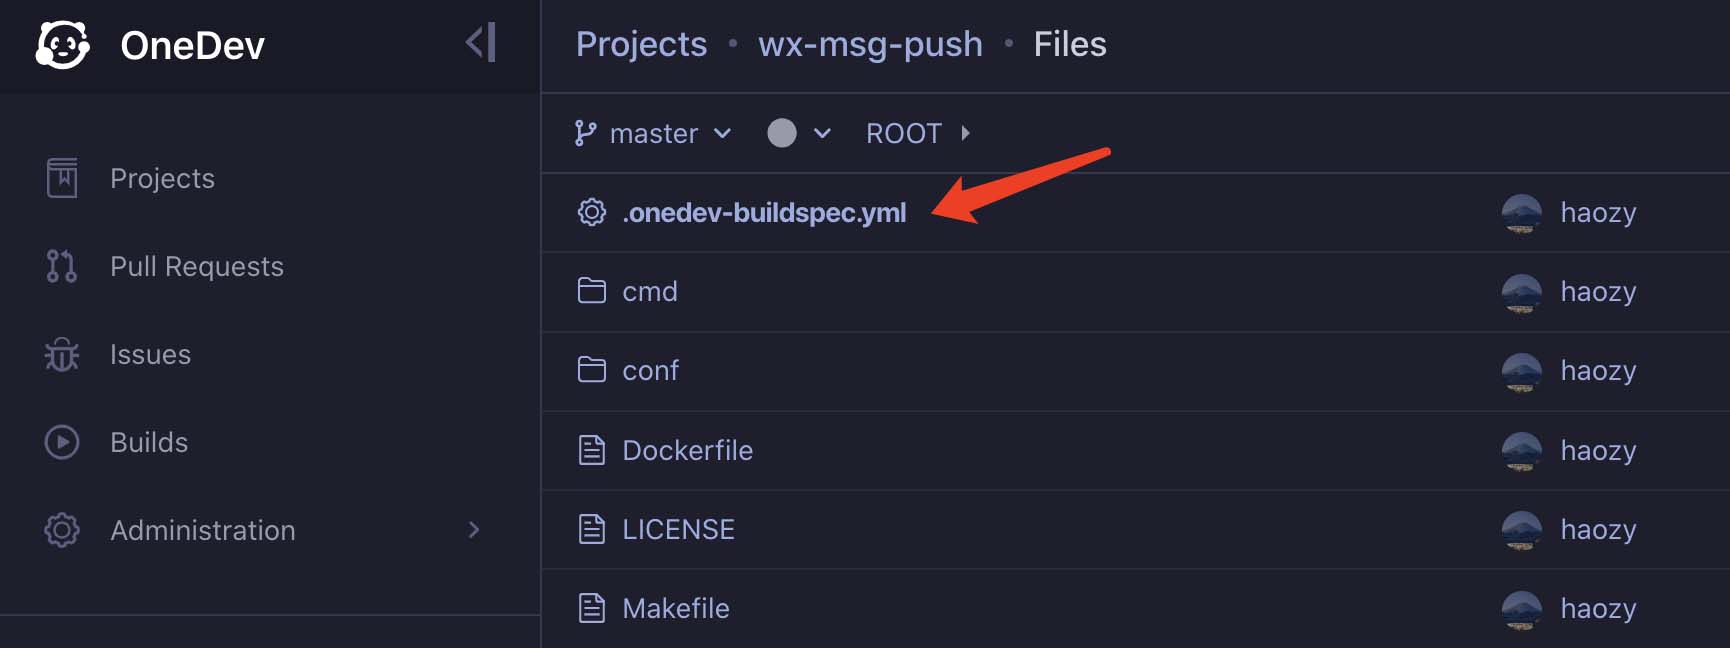 OneDev
Projects
Pull Requests
Issues
Builds
Administration
Projects • wx-msg-push • Files
master ROOT
.onedev-buildspec.yml haozy
cmd haozy
conf haozy
Dockerfile haozy
LICENSE haozy
Makefile haozy